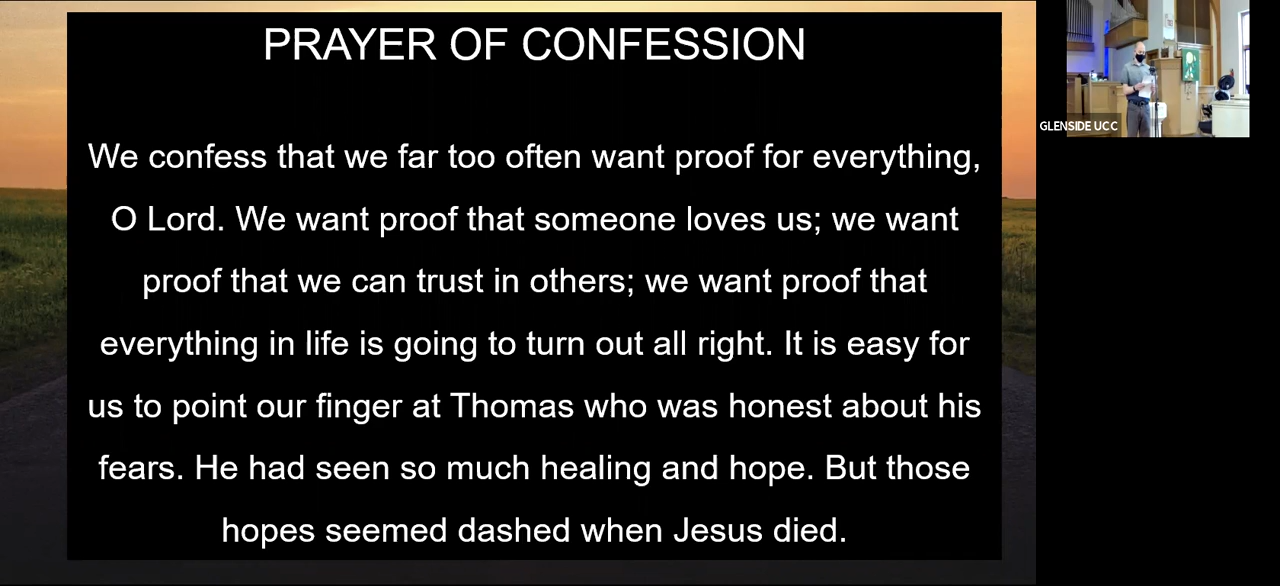 PRAYER OF CONFESSION
We confess that we far too often want proof for everything,
O Lord. We want proof that someone loves us; we want
proof that we can trust in others; we want proof that
everything in life is going to turn out all right. It is easy for
us to point our finger at Thomas who was honest about his
fears. He had seen so much healing and hope. But those
hopes seemed dashed when Jesus died.
GLENSIDE UCC